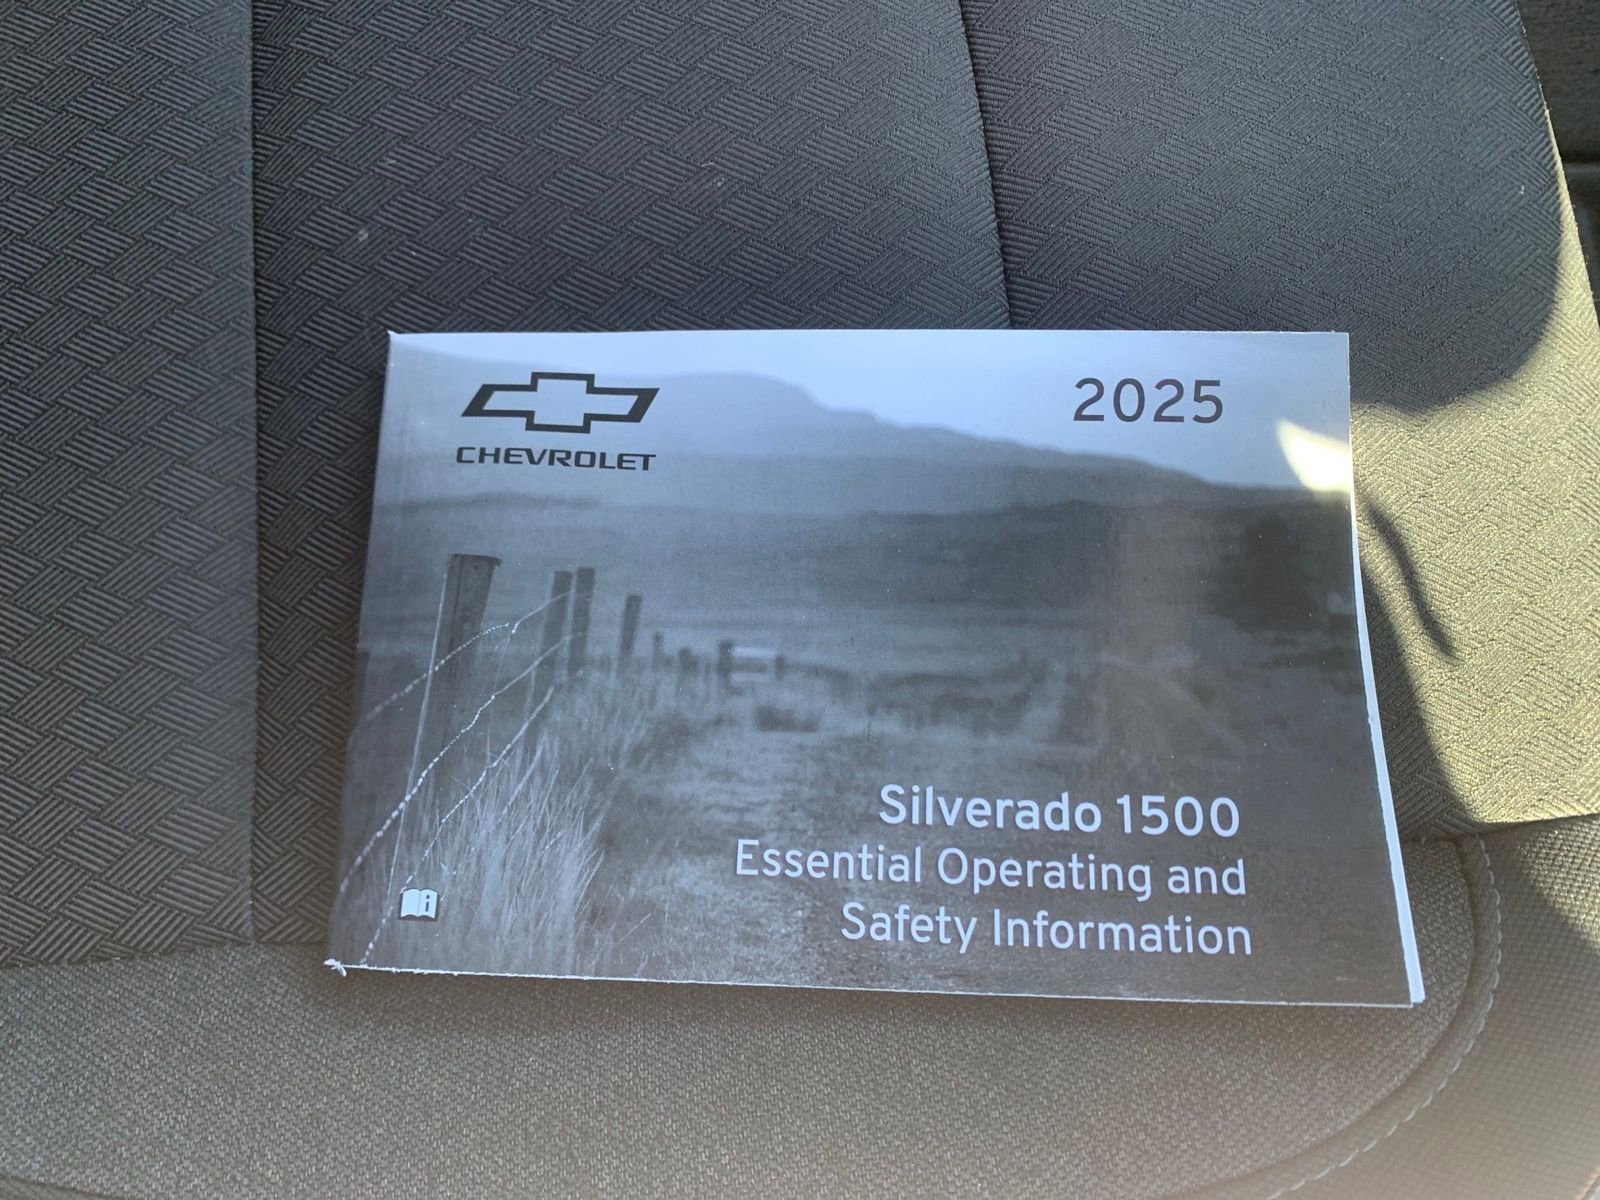 CHEVROLET
2025
Silverado 1500
Essential Operating and
Safety Information